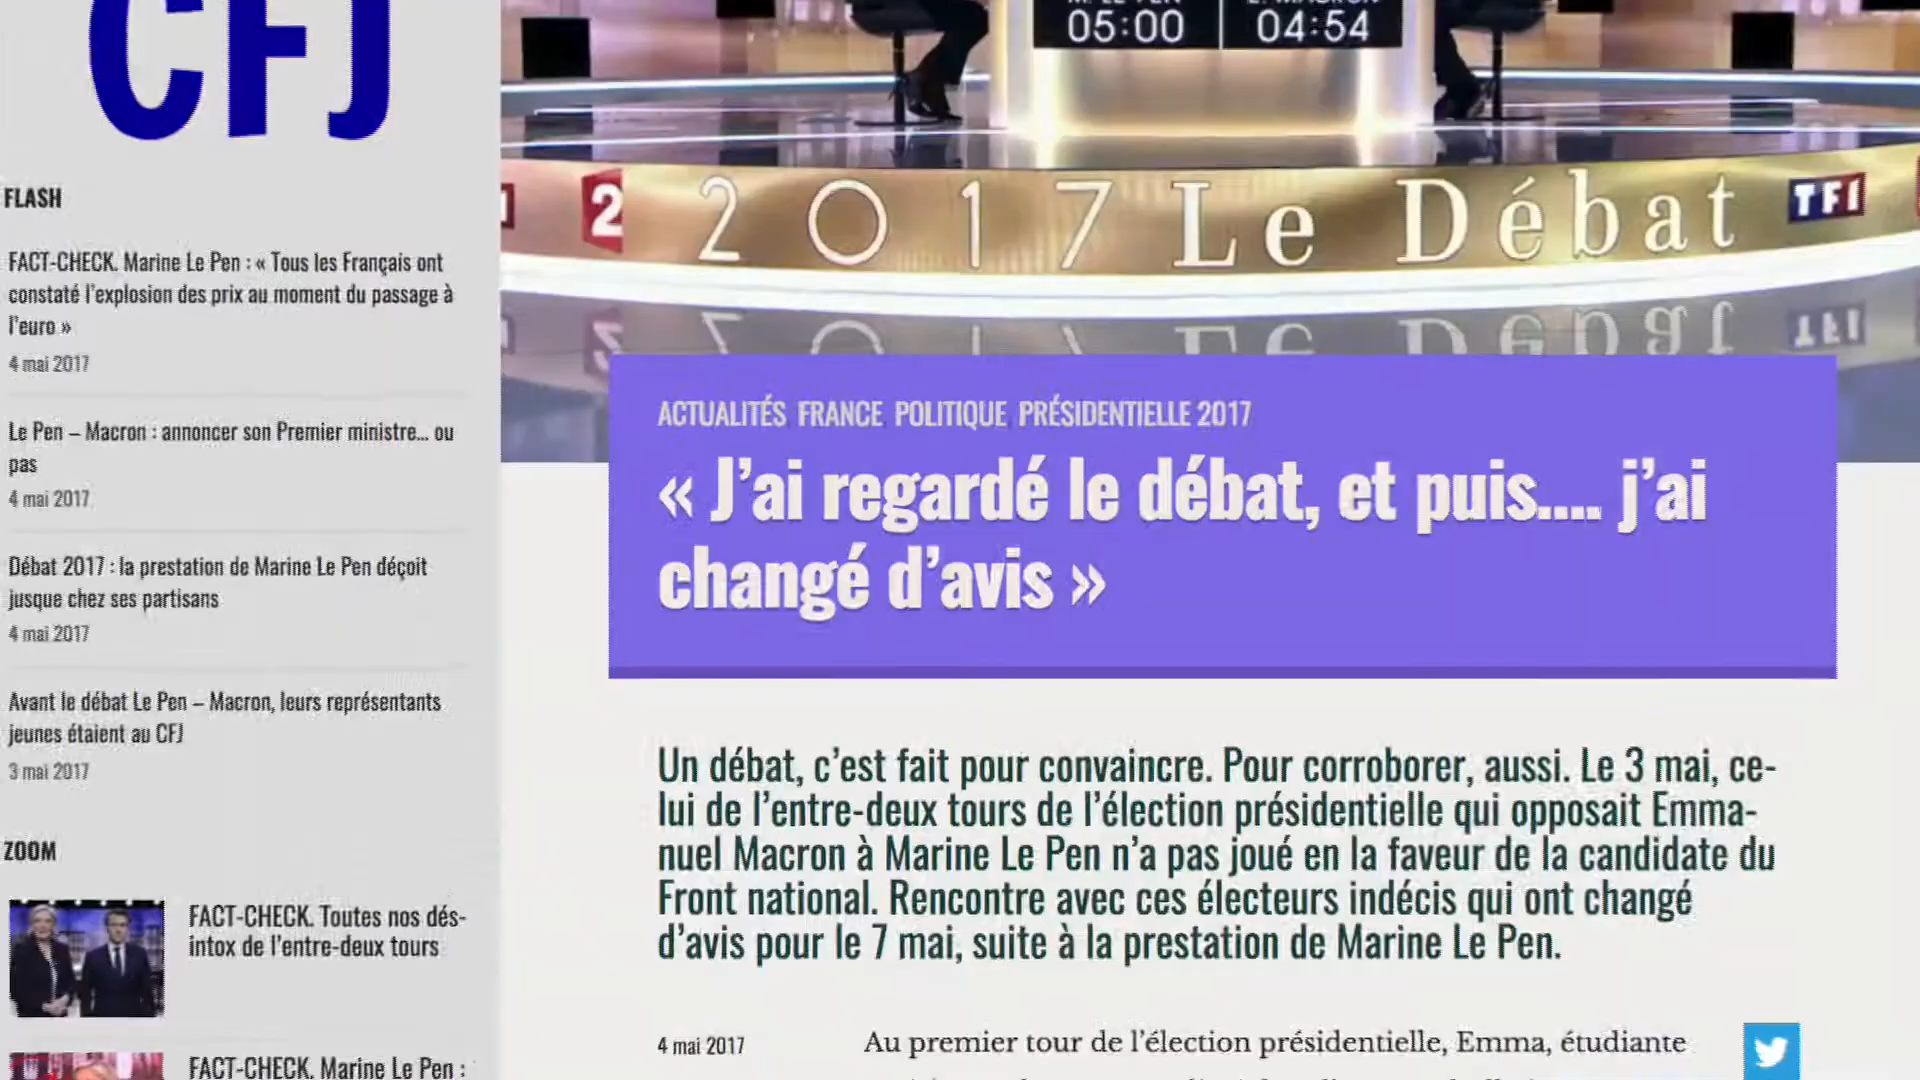 CFJ
FLASH
FACT-CHECK. Marine Le Pen : « Tous les Français ont
constaté l'explosion des prix au moment du passage à
l'euro »
4 mai 2017
Le Pen – Macron : annoncer son Premier ministre... ou
pas
4 mai 2017
Débat 2017 : la prestation de Marine Le Pen déçoit
jusque chez ses partisans
4 mai 2017
Avant le débat Le Pen – Macron, leurs représentants
jeunes étaient au CFJ
3 mai 2017
ZOOM
FACT-CHECK. Toutes nos dés-
intox de l'entre-deux tours
FACT-CHECK. Marine Le Pen :
05:00 04:54
2 2017 Le Débat TF1
ACTUALITÉS FRANCE POLITIQUE PRÉSIDENTIELLE 2017
« J'ai regardé le débat, et puis.... j'ai
changé d'avis »
Un débat, c'est fait pour convaincre. Pour corroborer, aussi. Le 3 mai, ce-
lui de l'entre-deux tours de l'élection présidentielle qui opposait Emma-
nuel Macron à Marine Le Pen n'a pas joué en la faveur de la candidate du
Front national. Rencontre avec ces électeurs indécis qui ont changé
d'avis pour le 7 mai, suite à la prestation de Marine Le Pen.
4 mai 2017
Au premier tour de l'élection présidentielle, Emma, étudiante